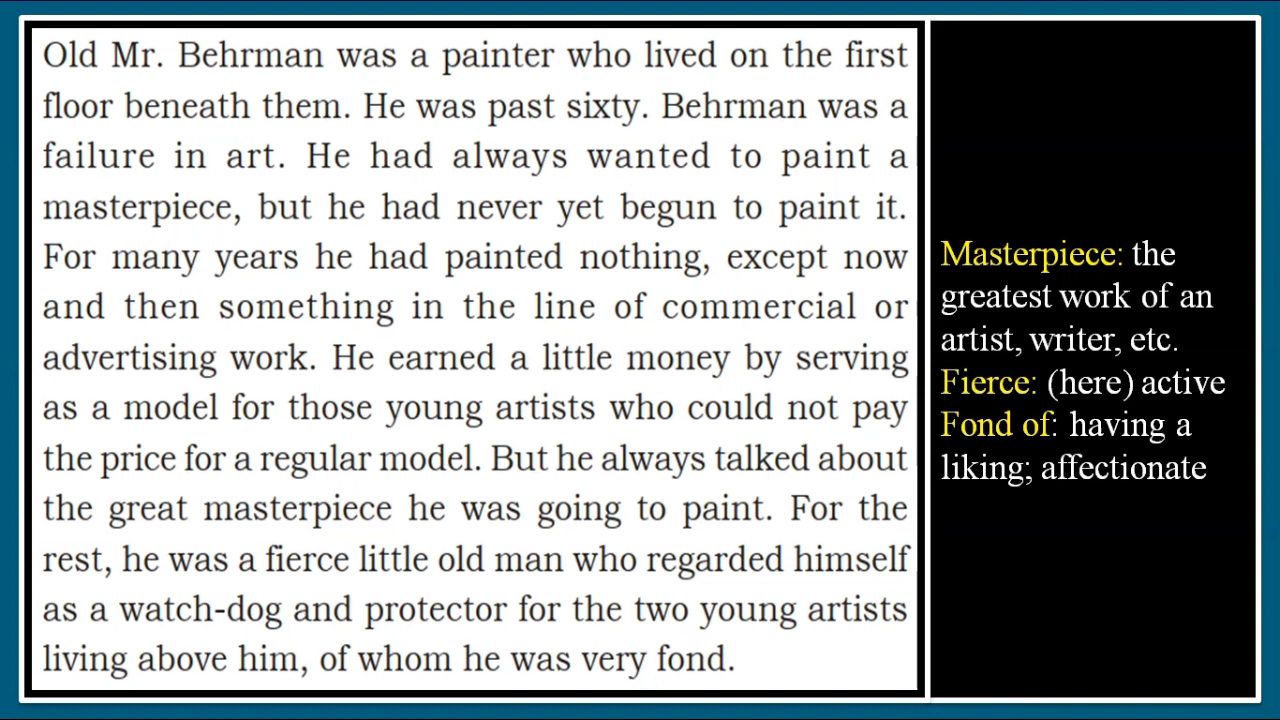 Old Mr. Behrman was a painter who lived on the first
floor beneath them. He was past sixty. Behrman was a
failure in art. He had always wanted to paint a
masterpiece, but he had never yet begun to paint it.
For many years he had painted nothing, except now
and then something in the line of commercial or
advertising work. He earned a little money by serving
as a model for those young artists who could not pay
the price for a regular model. But he always talked about
the great masterpiece he was going to paint. For the
rest, he was a fierce little old man who regarded himself
as a watch-dog and protector for the two young artists
living above him, of whom he was very fond.
Masterpiece: the
greatest work of an
artist, writer, etc.
Fierce: (here) active
Fond of: having a
liking; affectionate